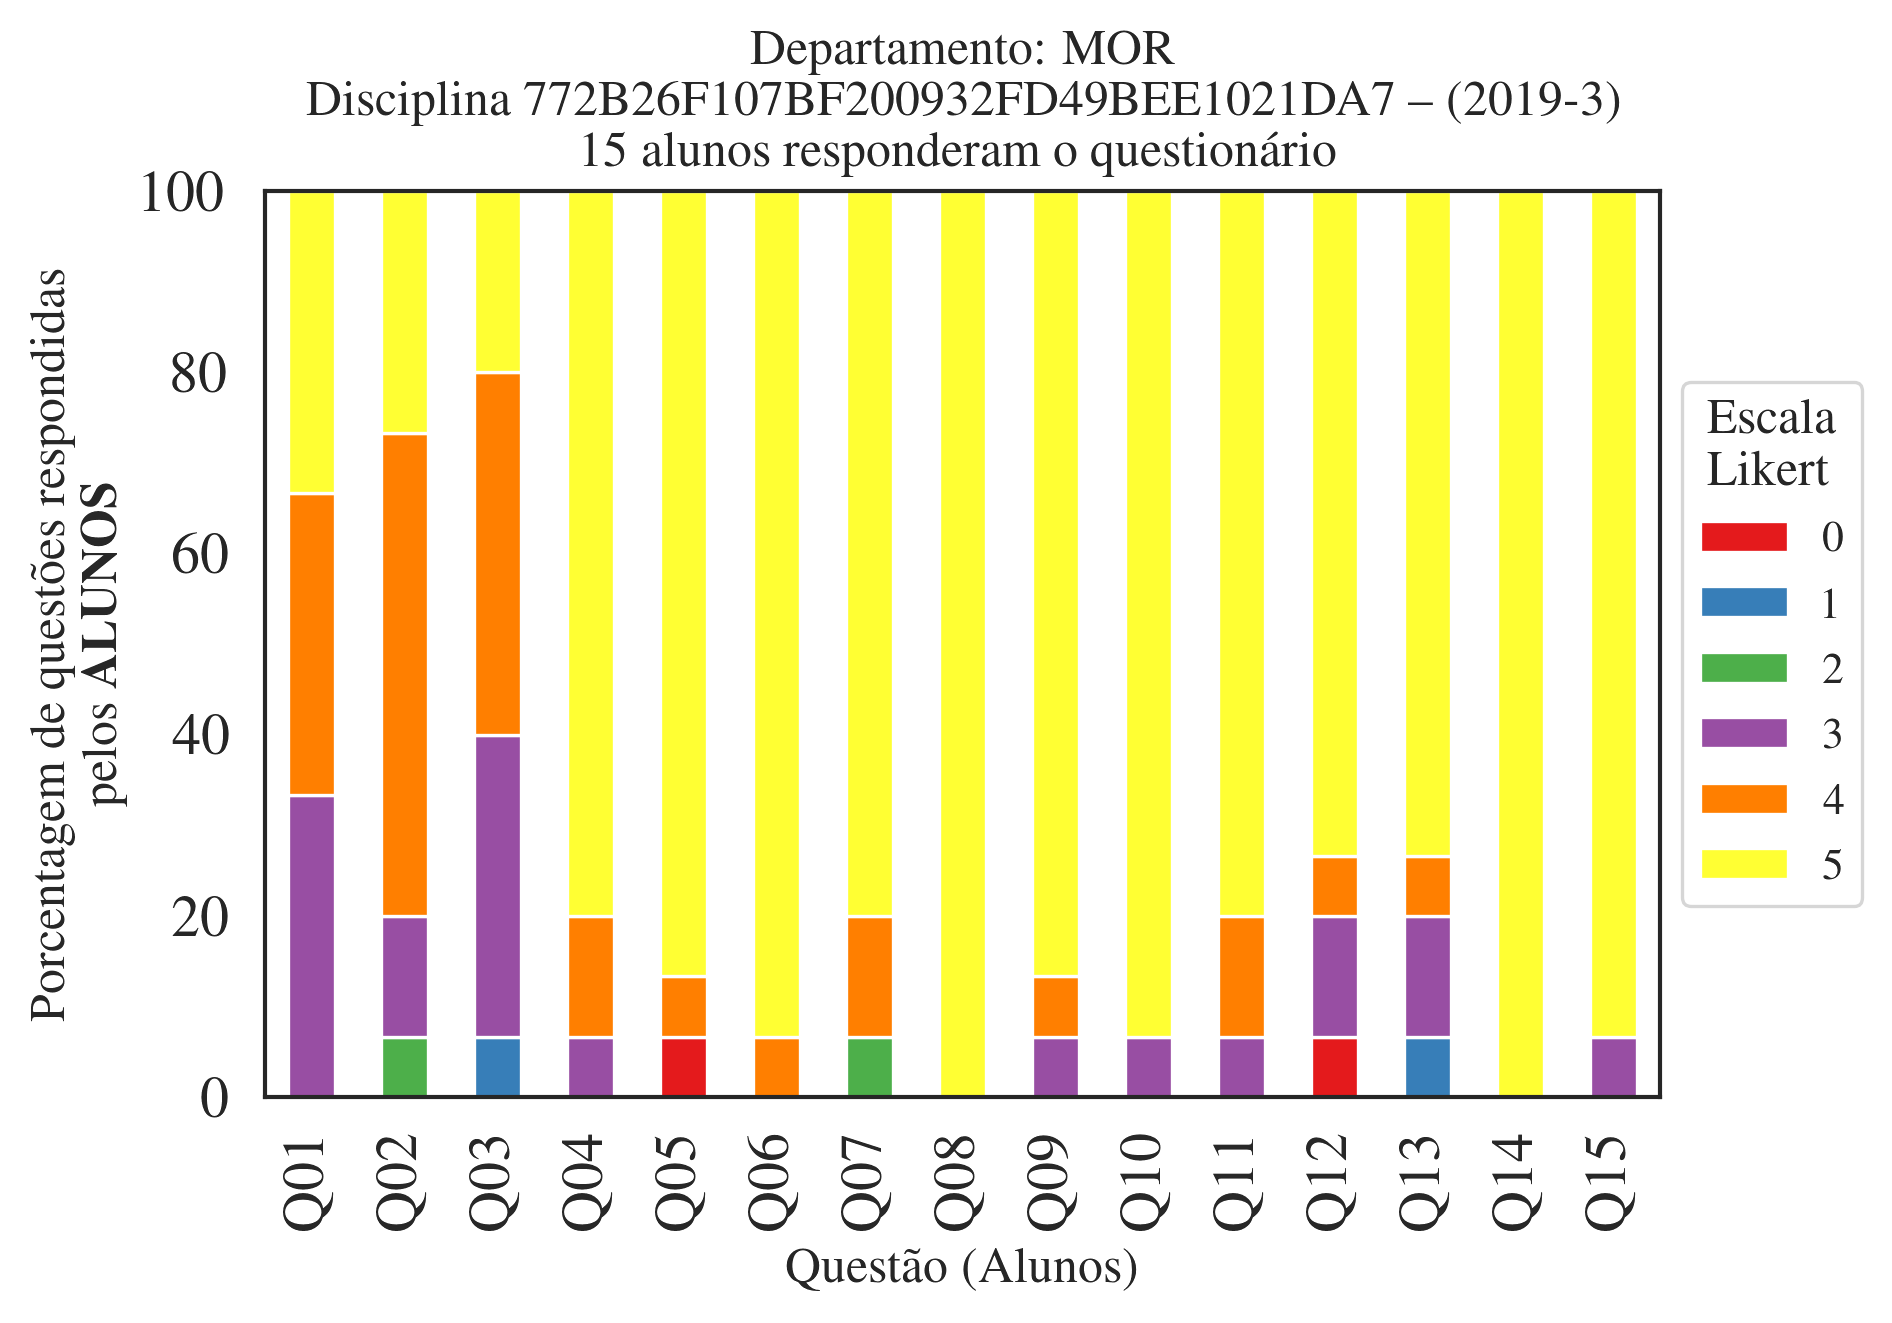 Departamento: MOR
Disciplina 772B26F107BF200932FD49BEE1021DA7 – (2019-3)
15 alunos responderam o questionário
Porcentagem de questões respondidas
pelos ALUNOS
100
80
60
40
20
0
Q01
Q02
Q03
Q04
Q05
Q06
Q07
Q08
Q09
Q10
Q11
Q12
Q13
Q14
Q15
Questão (Alunos)
Escala
Likert
0
1
2
3
4
5